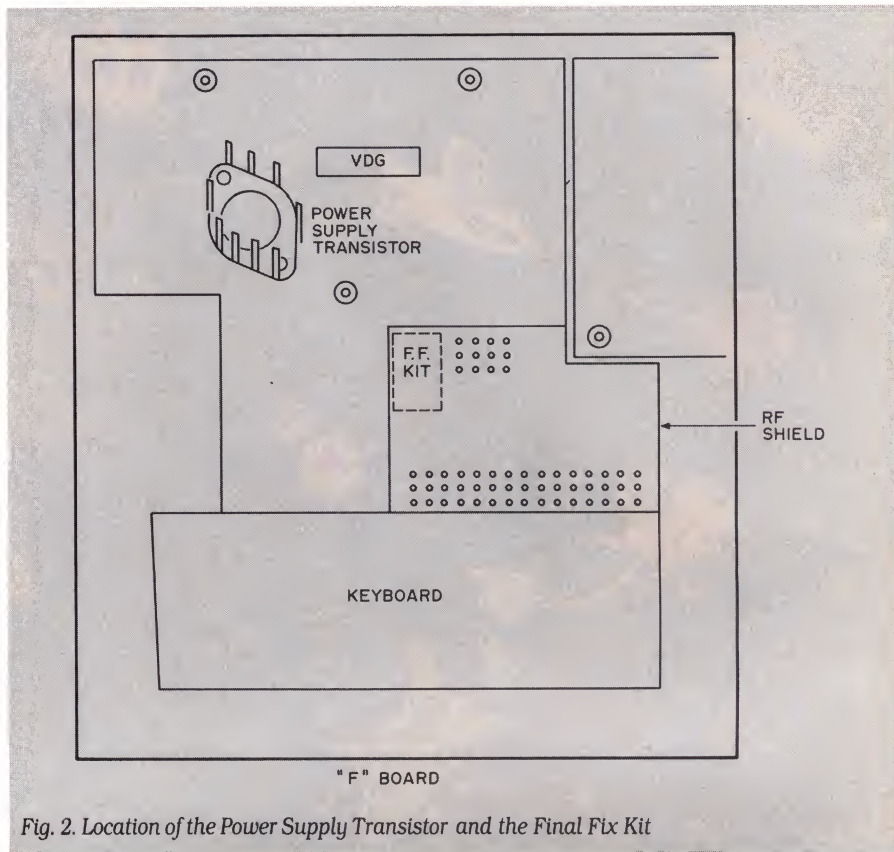 VDG
POWER
SUPPLY
TRANSISTOR
F.F.
KIT
RF
SHIELD
KEYBOARD
"F" BOARD
Fig. 2. Location of the Power Supply Transistor and the Final Fix Kit